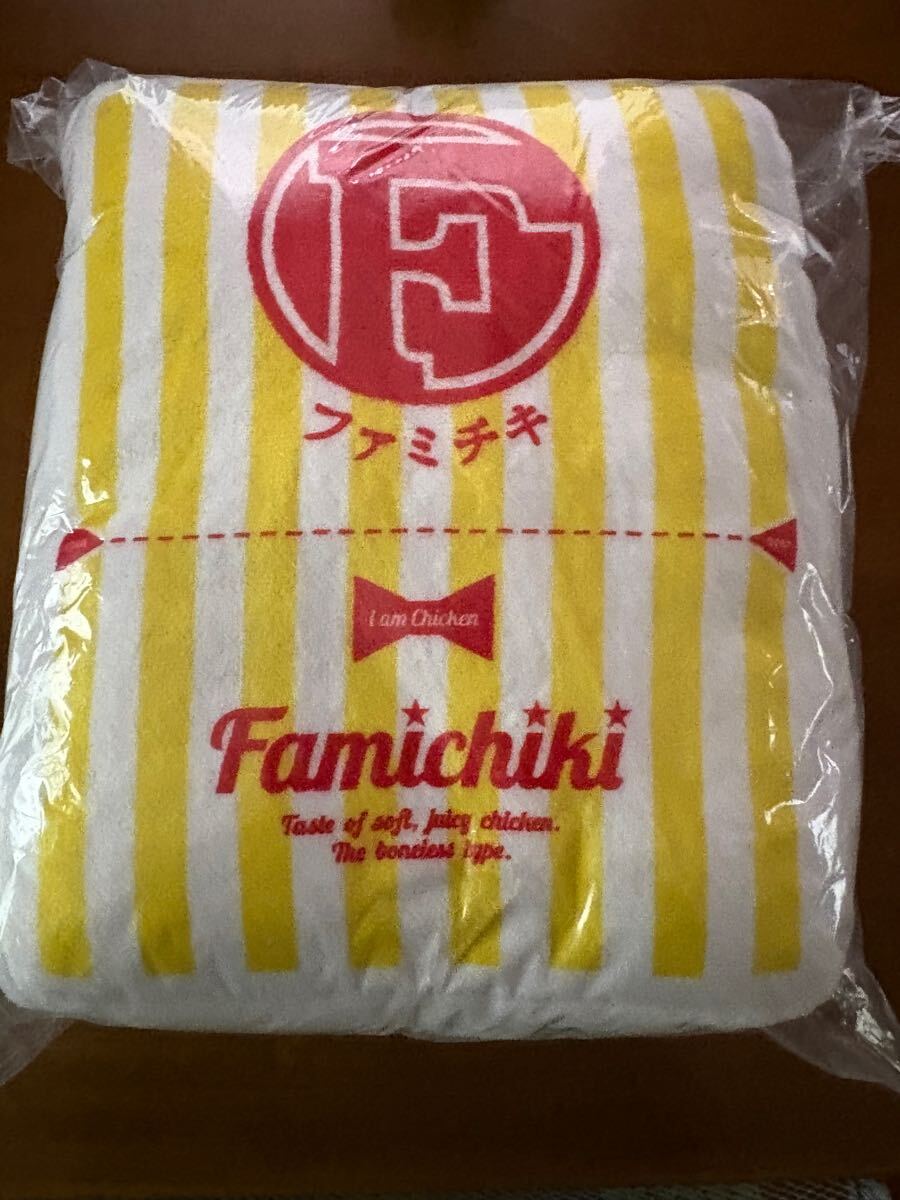 F
ファミチキ
I am Chicken
Famichiki
Taste of soft, juicy chicken.
The boneless type.